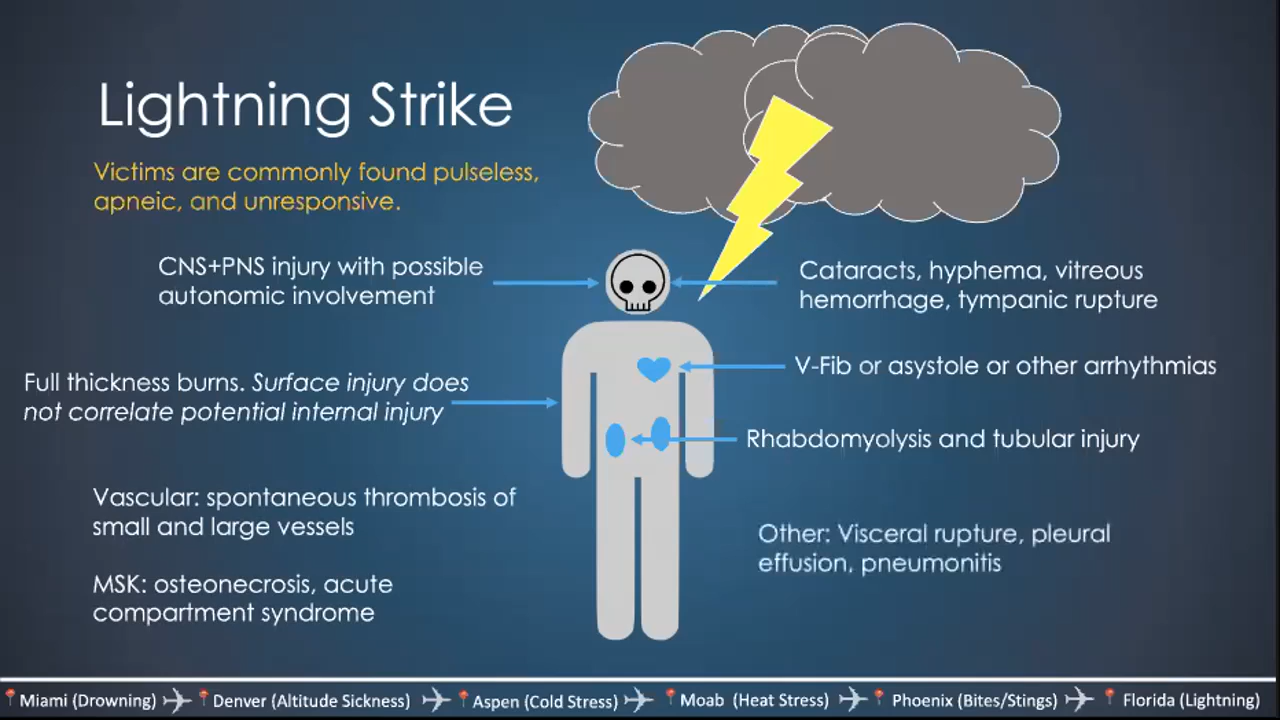 Lightning Strike
Victims are commonly found pulseless,
apneic, and unresponsive.
CNS+PNS injury with possible
autonomic involvement
Cataracts, hyphema, vitreous
hemorrhage, tympanic rupture
V-Fib or asystole or other arrhythmias
Full thickness burns. Surface injury does
not correlate potential internal injury
Rhabdomyolysis and tubular injury
Vascular: spontaneous thrombosis of
small and large vessels
Other: Visceral rupture, pleural
effusion, pneumonitis
MSK: osteonecrosis, acute
compartment syndrome
Miami (Drowning) Denver (Altitude Sickness) Aspen (Cold Stress) Moab (Heat Stress) Phoenix (Bites/Stings) Florida (Lightning)